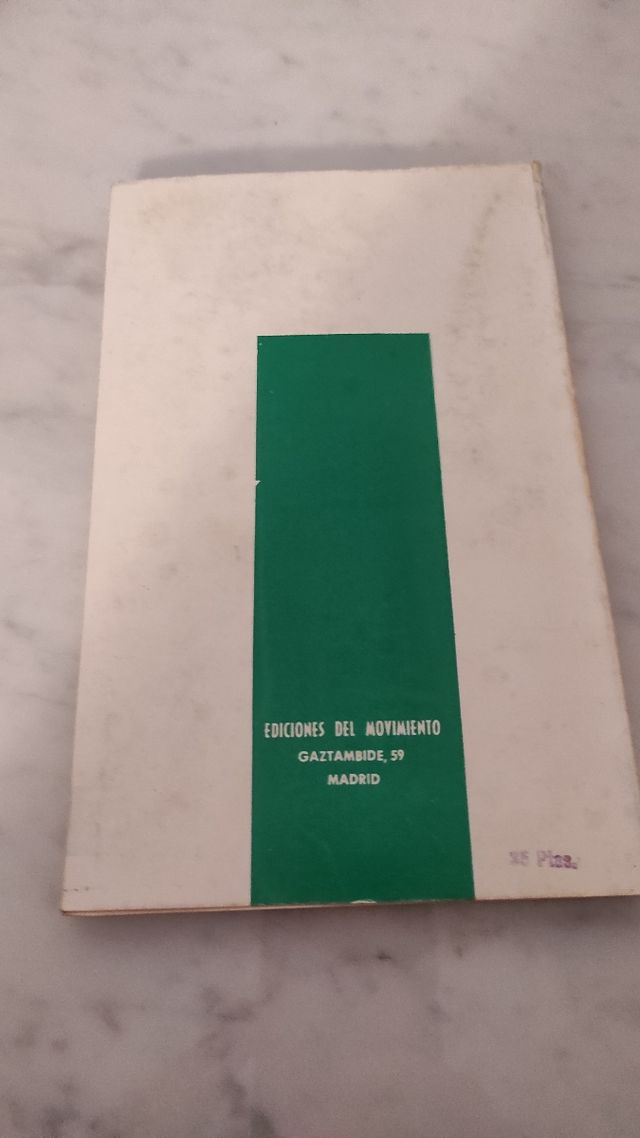 EDICIONES DEL MOVIMIENTO
GAZTAMBIDE, 59
MADRID
Ptas.